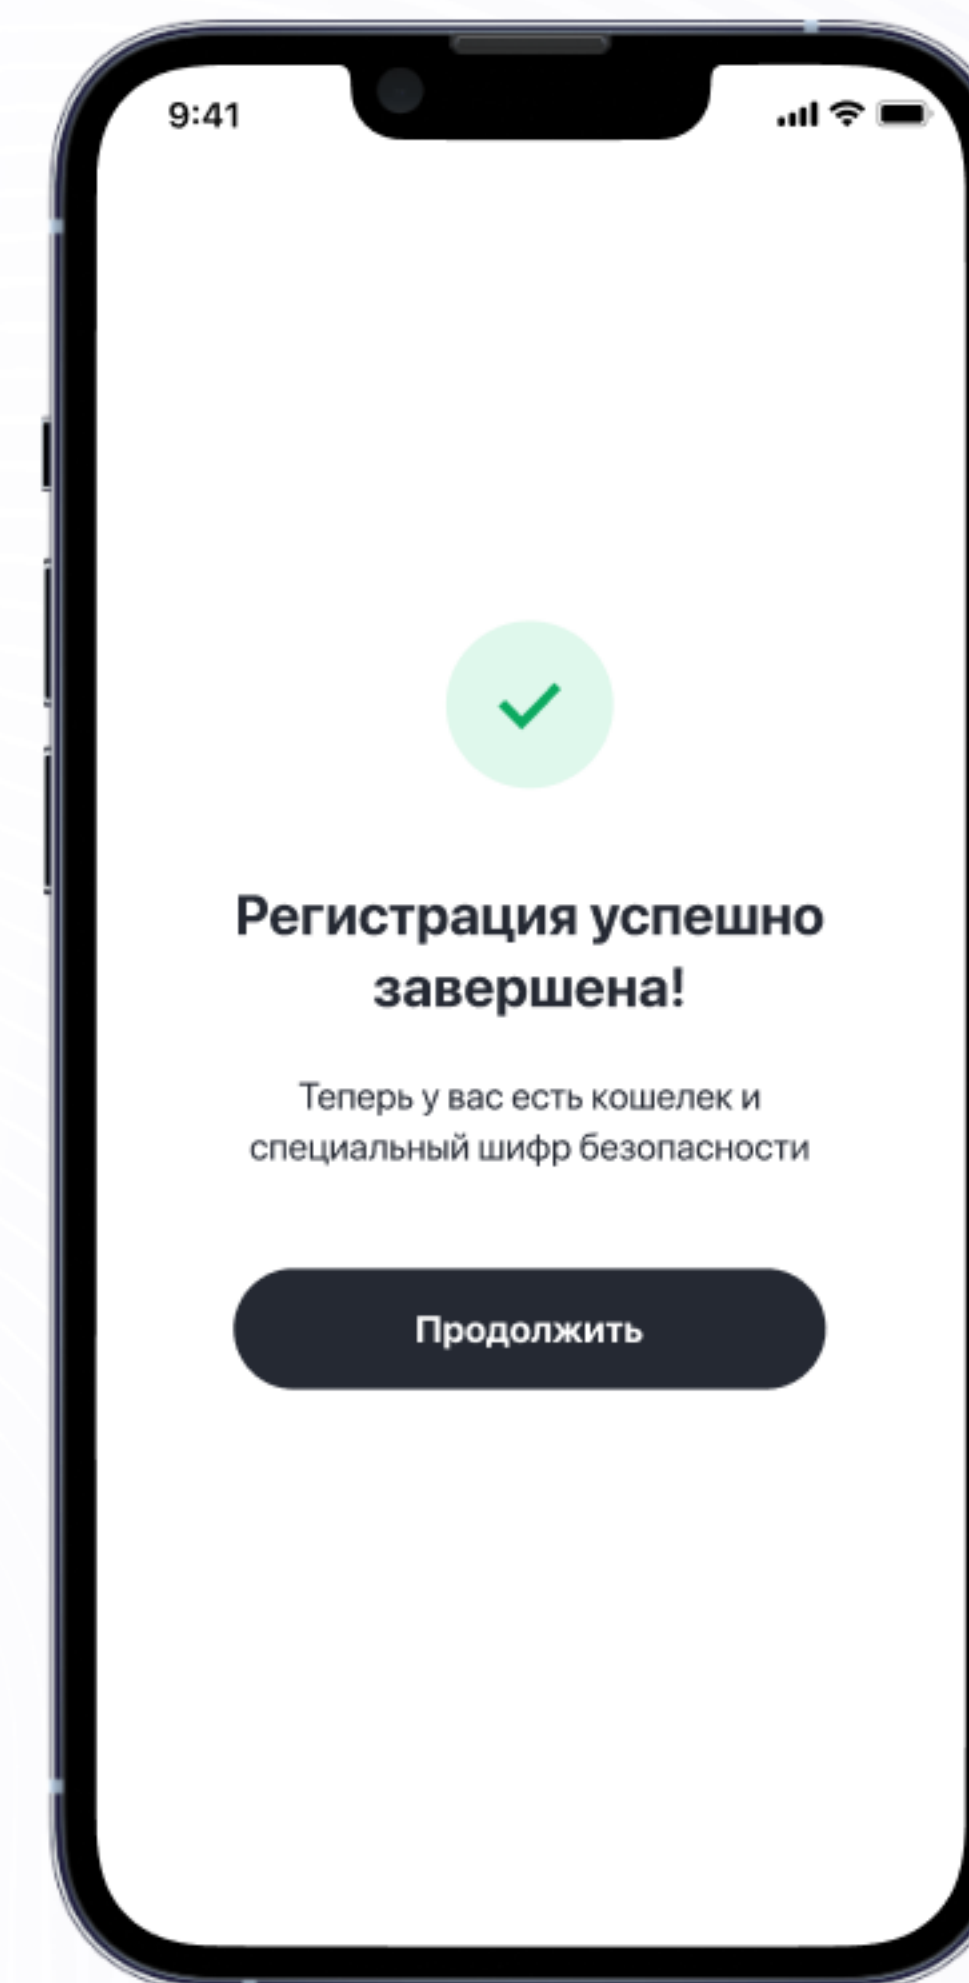 9:41
Регистрация успешно
завершена!
Теперь у вас есть кошелек и
специальный шифр безопасности
Продолжить